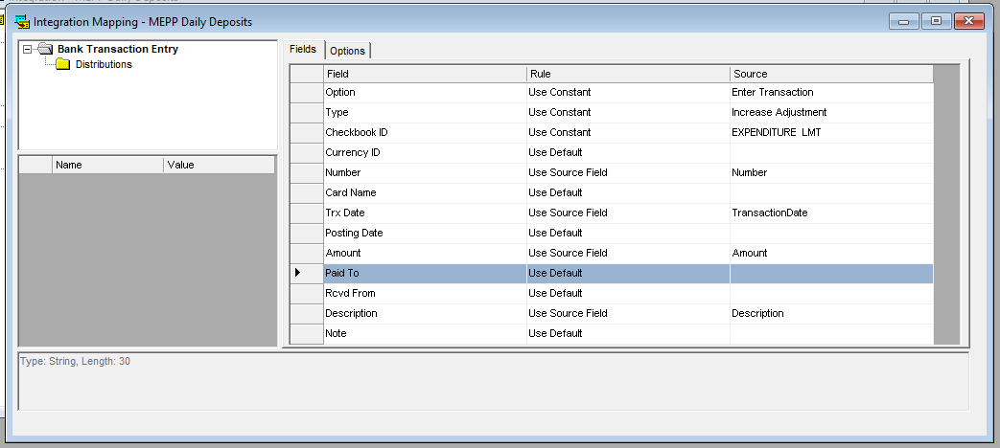 Integration Mapping - MEPP Daily Deposits
Bank Transaction Entry
Distributions
Name Value
Fields Options
Field Rule Source
Option Use Constant Enter Transaction
Type Use Constant Increase Adjustment
Checkbook ID Use Constant EXPENDITURE LMT
Currency ID Use Default
Number Use Source Field Number
Card Name Use Default
Trx Date Use Source Field TransactionDate
Posting Date Use Default
Amount Use Source Field Amount
Paid To Use Default
Rcvd From Use Default
Description Use Source Field Description
Note Use Default
Type: String, Length: 30